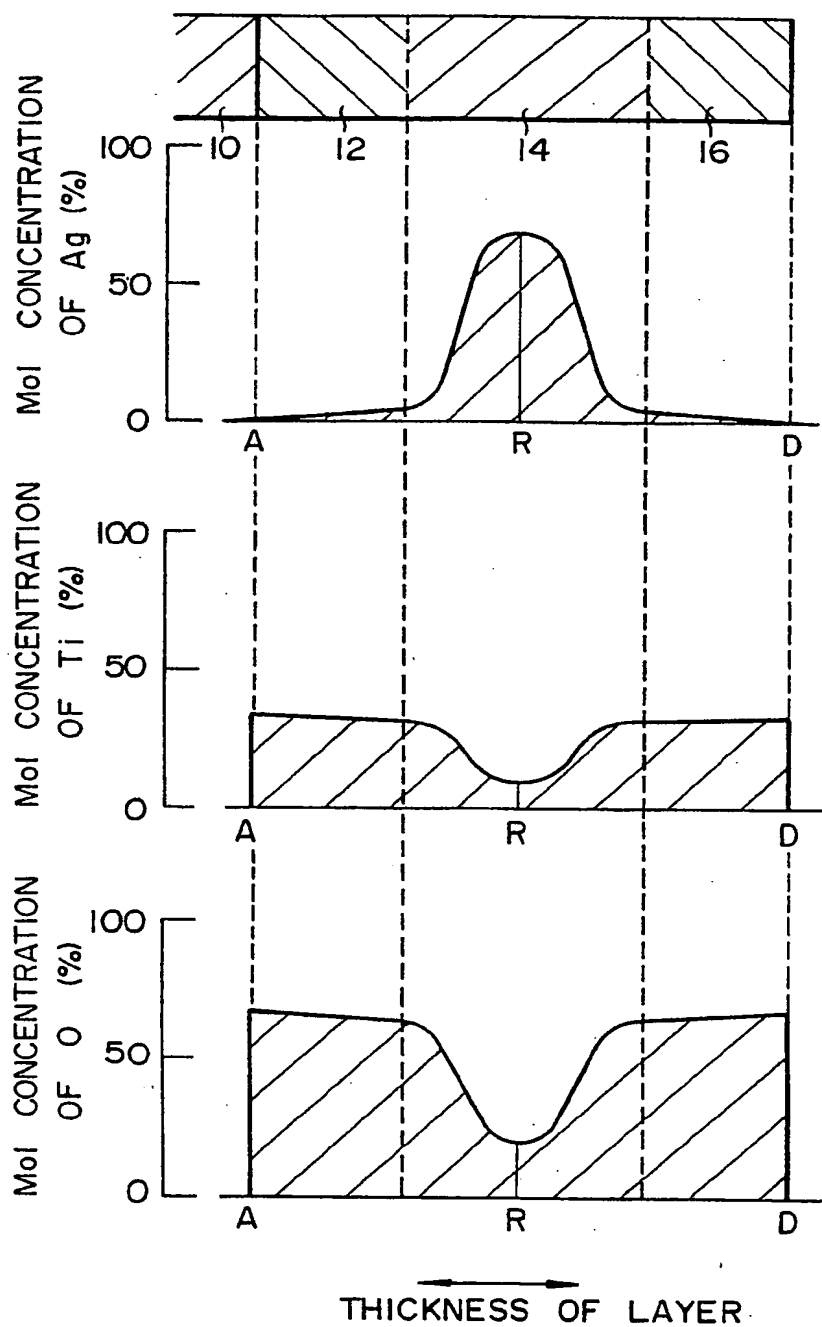 10 12 14 16
Mol CONCENTRATION
OF Ag (%)
100
50
0
A R D
Mol CONCENTRATION
OF Ti (%)
100
50
0
A R D
Mol CONCENTRATION
OF O (%)
100
50
0
A R D
THICKNESS OF LAYER